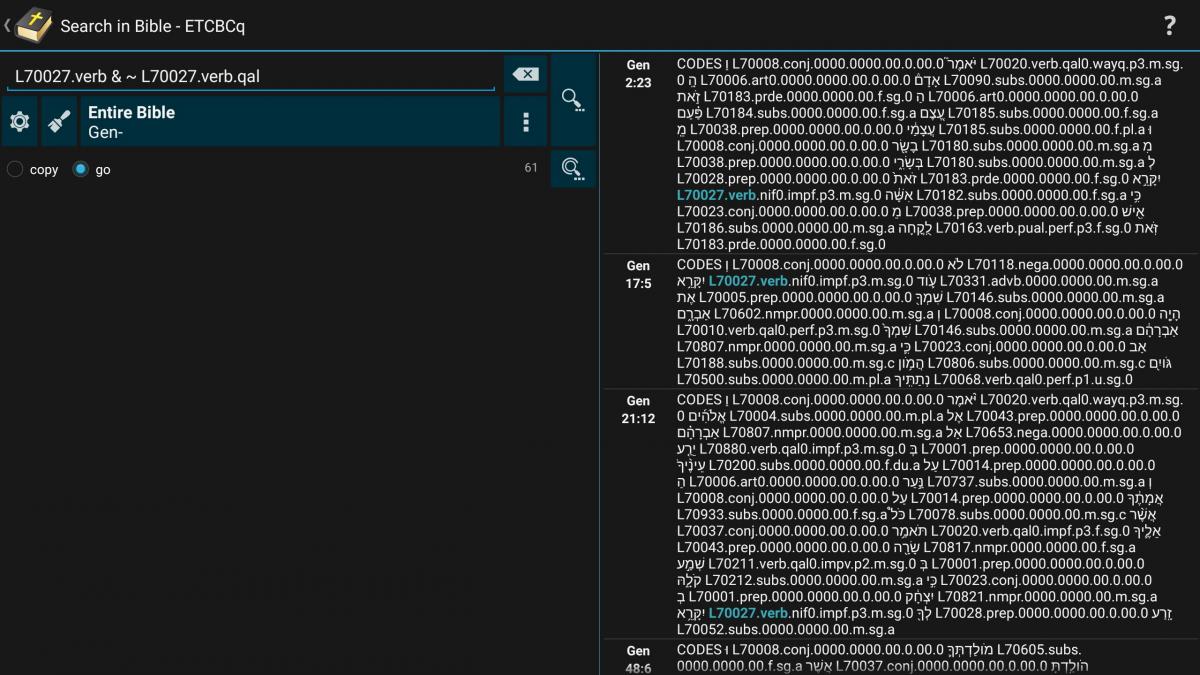 Search in Bible - ETCBCq
?
L70027.verb & ~ L70027.verb.qal
Entire Bible
Gen-
copy
go
61
Gen
2:23
CODES וַ L70008.conj.0000.0000.00.0.00.0 יֹּאמֶר֮ L70020.verb.qal0.wayq.p3.m.sg.
0 הָֽ L70006.art0.0000.0000.00.0.00.0 אָדָם֒ L70090.subs.0000.0000.00.m.sg.a
זֹ֣את L70183.prde.0000.0000.00.f.sg.0 הַ L70006.art0.0000.0000.00.0.00.0
פַּ֗עַם L70184.subs.0000.0000.00.f.sg.a עֶ֚צֶם L70185.subs.0000.0000.00.f.sg.a
מֵֽ L70038.prep.0000.0000.00.0.00.0 עֲצָמַ֔י L70185.subs.0000.0000.00.f.pl.a וּ
L70008.conj.0000.0000.00.0.00.0 בָשָׂ֖ר L70180.subs.0000.0000.00.m.sg.a מִ
L70038.prep.0000.0000.00.0.00.0 בְּשָׂרִ֑י L70180.subs.0000.0000.00.m.sg.a לְ
L70028.prep.0000.0000.00.0.00.0 זֹאת֙ L70183.prde.0000.0000.00.f.sg.0 יִקָּרֵ֣א
L70027.verb.nif0.impf.p3.m.sg.0 אִשָּׁ֔ה L70182.subs.0000.0000.00.f.sg.a כִּ֥י
L70023.conj.0000.0000.00.0.00.0 מֵ L70038.prep.0000.0000.00.0.00.0 אִ֖ישׁ
L70186.subs.0000.0000.00.m.sg.a לֻֽקֳחָה L70163.verb.pual.perf.p3.f.sg.0 זֹּֽאת
L70183.prde.0000.0000.00.f.sg.0
Gen
17:5
CODES וְ L70008.conj.0000.0000.00.0.00.0 לֹא L70118.nega.0000.0000.00.0.00.0
יִקָּרֵ֥א L70027.verb.nif0.impf.p3.m.sg.0 עֹ֛וד L70331.advb.0000.0000.00.m.sg.a
אֶת L70005.prep.0000.0000.00.0.00.0 שִׁמְךָ֖ L70146.subs.0000.0000.00.m.sg.a
אַבְרָ֑ם L70602.nmpr.0000.0000.00.m.sg.a וְ L70008.conj.0000.0000.00.0.00.0 הָיָ֤ה
L70010.verb.qal0.perf.p3.m.sg.0 שִׁמְךָ֙ L70146.subs.0000.0000.00.m.sg.a אַבְרָהָ֔ם
L70807.nmpr.0000.0000.00.m.sg.a כִּ֛י L70023.conj.0000.0000.00.0.00.0 אַב
L70188.subs.0000.0000.00.m.sg.c הֲמֹ֥ון L70806.subs.0000.0000.00.m.sg.c גֹּויִ֖ם
L70500.subs.0000.0000.00.m.pl.a נְתַתִּֽיךָ L70068.verb.qal0.perf.p1.u.sg.0
Gen
21:12
CODES וַ L70008.conj.0000.0000.00.0.00.0 יֹּ֨אמֶר L70020.verb.qal0.wayq.p3.m.sg.
0 אֱלֹהִ֜ים L70004.subs.0000.0000.00.m.pl.a אֶל L70043.prep.0000.0000.00.0.00.0
אַבְרָהָ֗ם L70807.nmpr.0000.0000.00.m.sg.a אַל L70653.nega.0000.0000.00.0.00.0
יֵרַ֤ע L70880.verb.qal0.impf.p3.m.sg.0 בְּ L70001.prep.0000.0000.00.0.00.0
עֵינֶ֙יךָ֙ L70200.subs.0000.0000.00.f.du.a עַל L70014.prep.0000.0000.00.0.00.0
הַ L70006.art0.0000.0000.00.0.00.0 נַּ֣עַר L70737.subs.0000.0000.00.m.sg.a וְ
L70008.conj.0000.0000.00.0.00.0 עַל L70014.prep.0000.0000.00.0.00.0 אֲמָתֶ֔ךָ
L70933.subs.0000.0000.00.f.sg.a כֹּל֩ L70078.subs.0000.0000.00.m.sg.c אֲשֶׁ֨ר
L70037.conj.0000.0000.00.0.00.0 תֹּאמַ֥ר L70020.verb.qal0.impf.p3.f.sg.0 אֵלֶ֛יךָ
L70043.prep.0000.0000.00.0.00.0 שָׂרָ֖ה L70817.nmpr.0000.0000.00.f.sg.a
שְׁמַ֣ע L70211.verb.qal0.impv.p2.m.sg.0 בְּ L70001.prep.0000.0000.00.0.00.0
קֹלָ֑הּ L70212.subs.0000.0000.00.m.sg.a כִּ֣י L70023.conj.0000.0000.00.0.00.0
בְ L70001.prep.0000.0000.00.0.00.0 יִצְחָ֔ק L70821.nmpr.0000.0000.00.m.sg.a
יִקָּרֵ֥א L70027.verb.nif0.impf.p3.m.sg.0 לְךָ֖ L70028.prep.0000.0000.00.0.00.0 זָֽרַע
L70052.subs.0000.0000.00.m.sg.a
Gen
48:6
CODES וּ L70008.conj.0000.0000.00.0.00.0 מֹולַדְתְּךָ֛ L70605.subs.
0000.0000.00.f.sg.a אֲשֶׁר L70037.conj.0000.0000.00.0.00.0 הֹולַ֥דְתָּ